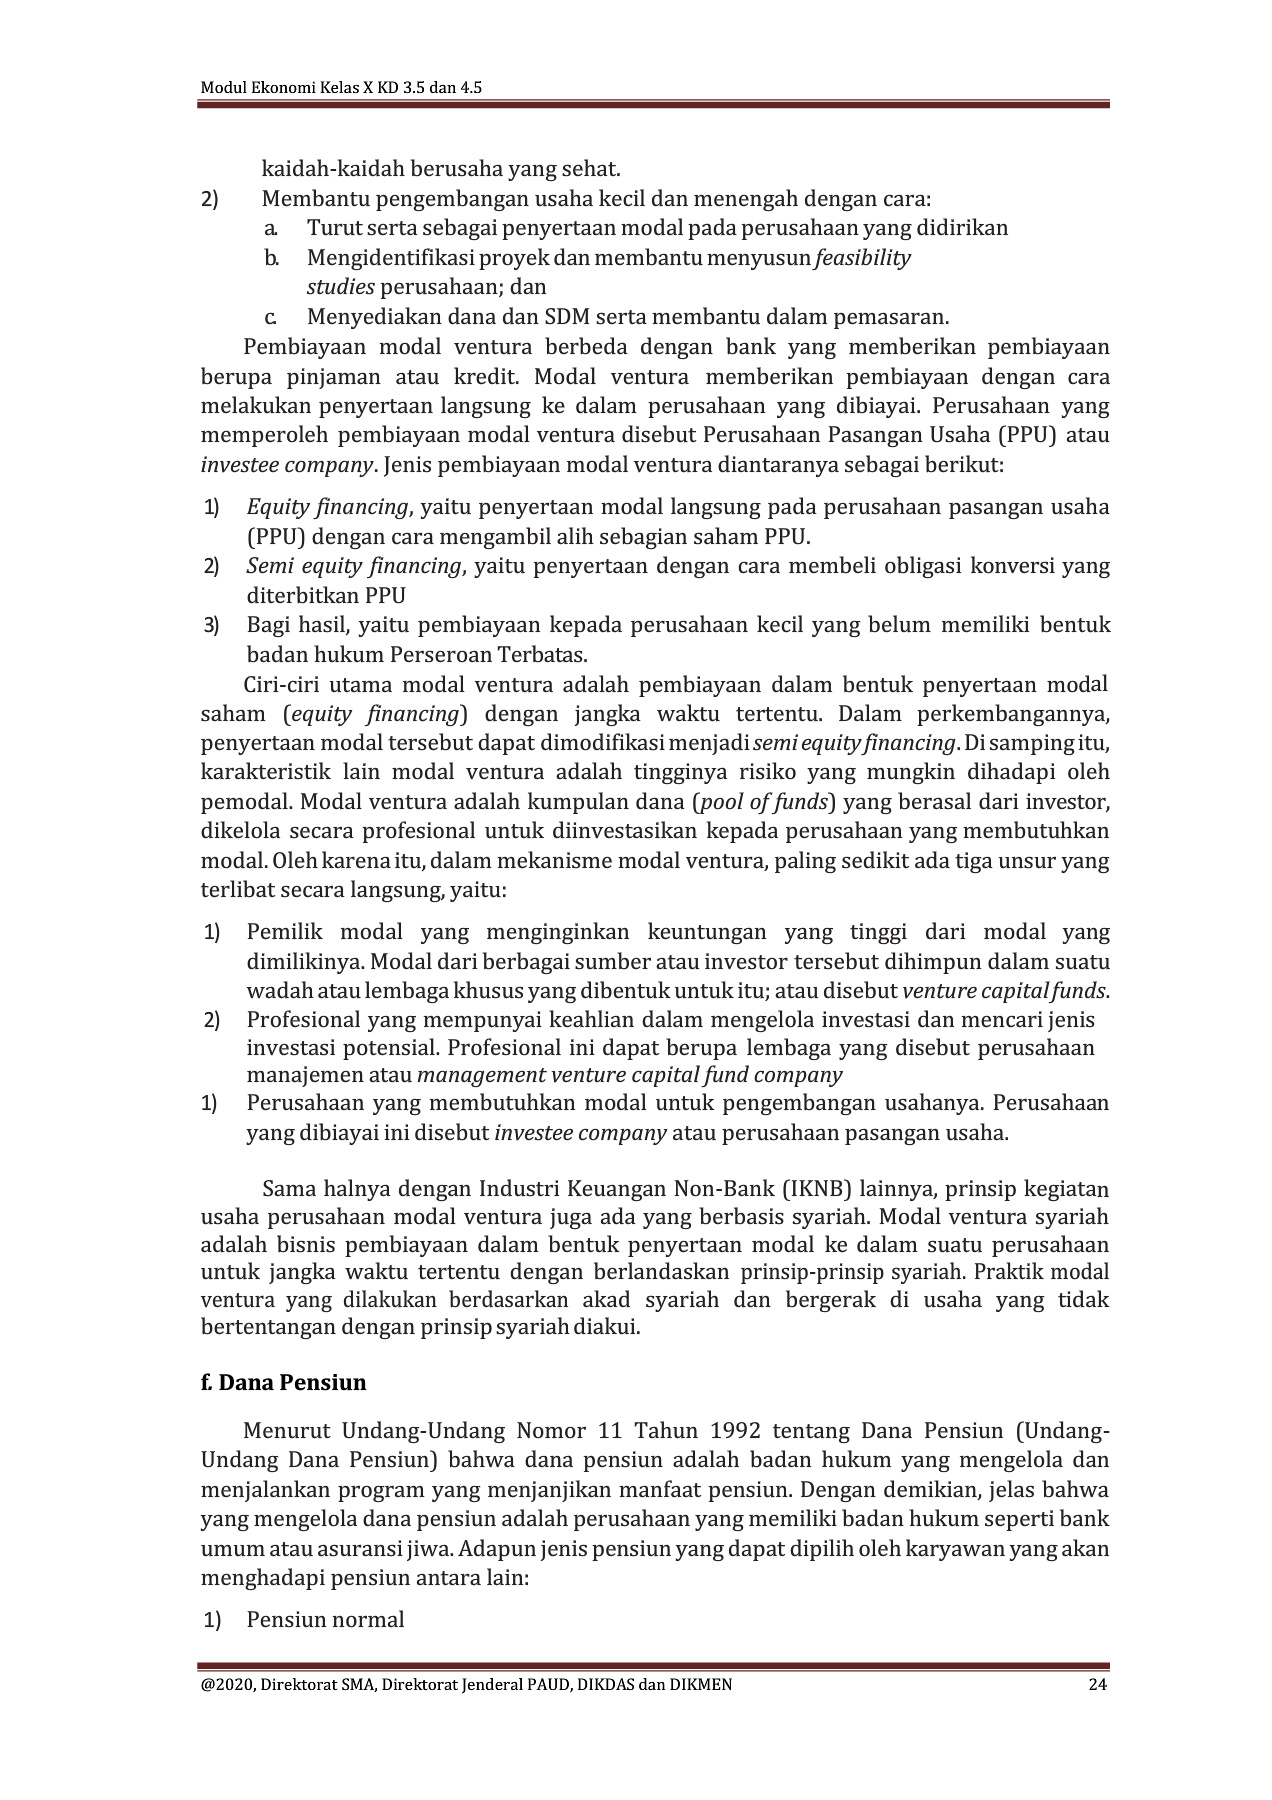 Modul Ekonomi Kelas X KD 3.5 dan 4.5
kaidah-kaidah berusaha yang sehat.
2) Membantu pengembangan usaha kecil dan menengah dengan cara:
a. Turut serta sebagai penyertaan modal pada perusahaan yang didirikan
b. Mengidentifikasi proyek dan membantu menyusun feasibility
studies perusahaan; dan
c. Menyediakan dana dan SDM serta membantu dalam pemasaran.
Pembiayaan modal ventura berbeda dengan bank yang memberikan pembiayaan
berupa pinjaman atau kredit. Modal ventura memberikan pembiayaan dengan cara
melakukan penyertaan langsung ke dalam perusahaan yang dibiayai. Perusahaan yang
memperoleh pembiayaan modal ventura disebut Perusahaan Pasangan Usaha (PPU) atau
investee company. Jenis pembiayaan modal ventura diantaranya sebagai berikut:
1) Equity financing, yaitu penyertaan modal langsung pada perusahaan pasangan usaha
(PPU) dengan cara mengambil alih sebagian saham PPU.
2) Semi equity financing, yaitu penyertaan dengan cara membeli obligasi konversi yang
diterbitkan PPU
3) Bagi hasil, yaitu pembiayaan kepada perusahaan kecil yang belum memiliki bentuk
badan hukum Perseroan Terbatas.
Ciri-ciri utama modal ventura adalah pembiayaan dalam bentuk penyertaan modal
saham (equity financing) dengan jangka waktu tertentu. Dalam perkembangannya,
penyertaan modal tersebut dapat dimodifikasi menjadi semi equity financing. Di samping itu,
karakteristik lain modal ventura adalah tingginya risiko yang mungkin dihadapi oleh
pemodal. Modal ventura adalah kumpulan dana (pool of funds) yang berasal dari investor,
dikelola secara profesional untuk diinvestasikan kepada perusahaan yang membutuhkan
modal. Oleh karena itu, dalam mekanisme modal ventura, paling sedikit ada tiga unsur yang
terlibat secara langsung, yaitu:
1) Pemilik modal yang menginginkan keuntungan yang tinggi dari modal yang
dimilikinya. Modal dari berbagai sumber atau investor tersebut dihimpun dalam suatu
wadah atau lembaga khusus yang dibentuk untuk itu; atau disebut venture capital funds.
2) Profesional yang mempunyai keahlian dalam mengelola investasi dan mencari jenis
investasi potensial. Profesional ini dapat berupa lembaga yang disebut perusahaan
manajemen atau management venture capital fund company
1) Perusahaan yang membutuhkan modal untuk pengembangan usahanya. Perusahaan
yang dibiayai ini disebut investee company atau perusahaan pasangan usaha.
Sama halnya dengan Industri Keuangan Non-Bank (IKNB) lainnya, prinsip kegiatan
usaha perusahaan modal ventura juga ada yang berbasis syariah. Modal ventura syariah
adalah bisnis pembiayaan dalam bentuk penyertaan modal ke dalam suatu perusahaan
untuk jangka waktu tertentu dengan berlandaskan prinsip-prinsip syariah. Praktik modal
ventura yang dilakukan berdasarkan akad syariah dan bergerak di usaha yang tidak
bertentangan dengan prinsip syariah diakui.
f. Dana Pensiun
Menurut Undang-Undang Nomor 11 Tahun 1992 tentang Dana Pensiun (Undang-
Undang Dana Pensiun) bahwa dana pensiun adalah badan hukum yang mengelola dan
menjalankan program yang menjanjikan manfaat pensiun. Dengan demikian, jelas bahwa
yang mengelola dana pensiun adalah perusahaan yang memiliki badan hukum seperti bank
umum atau asuransi jiwa. Adapun jenis pensiun yang dapat dipilih oleh karyawan yang akan
menghadapi pensiun antara lain:
1) Pensiun normal
@2020, Direktorat SMA, Direktorat Jenderal PAUD, DIKDAS dan DIKMEN 24